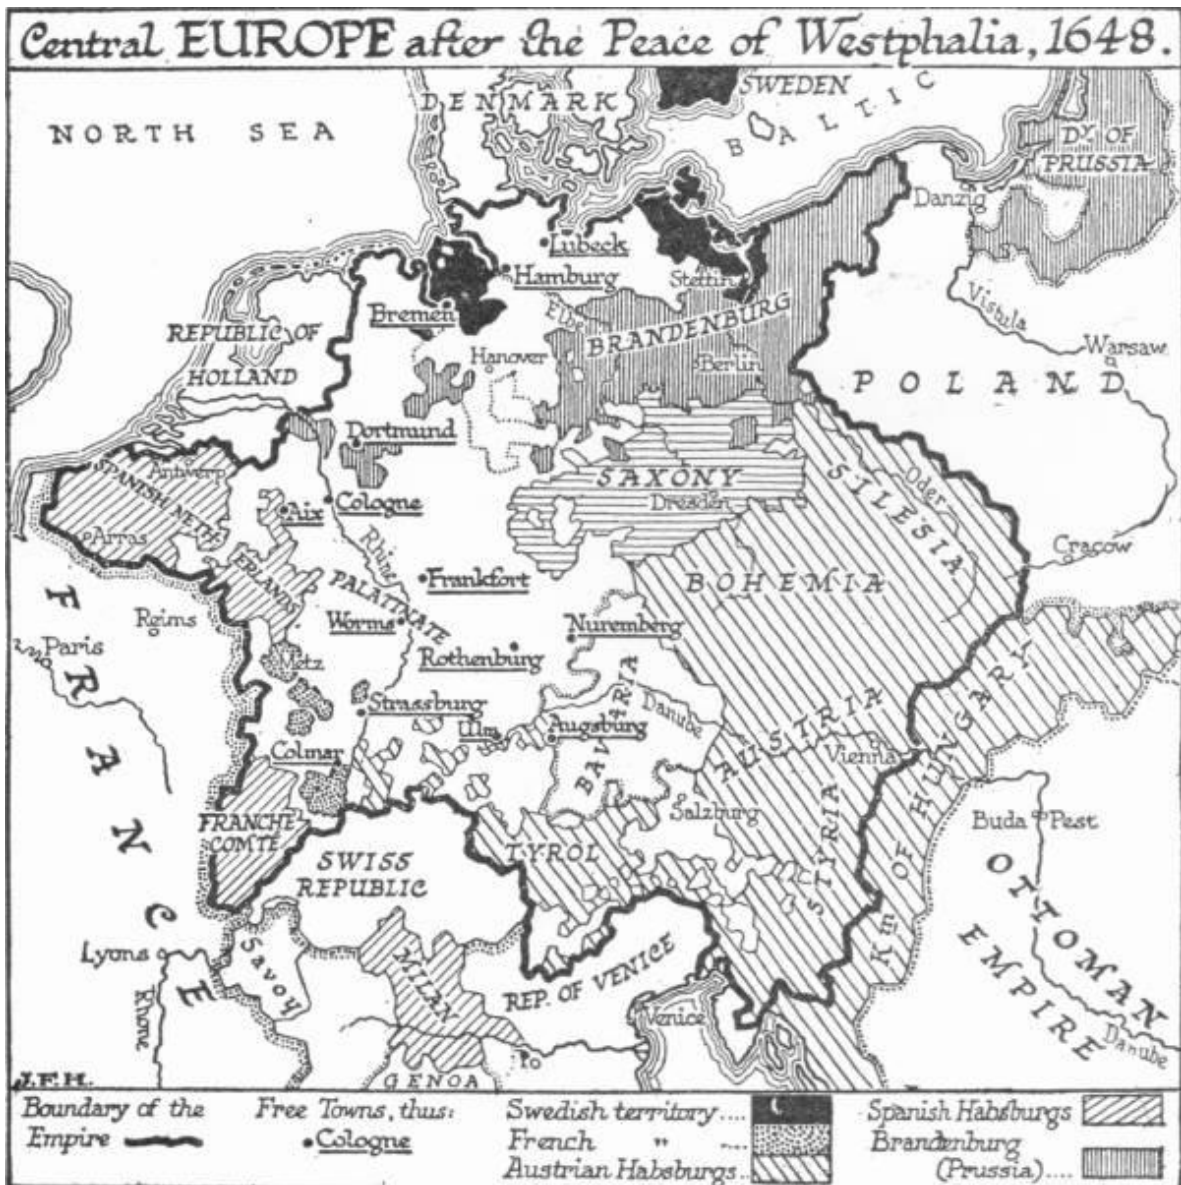 Central EUROPE after the Peace of Westphalia, 1648.
SWEDEN
DENMARK
NORTH SEA
BALTIC
DY. OF
PRUSSIA
Danzig
Lübeck
Hamburg
Stettin
Bremen
Elbe
BRANDENBURG
Vistula
REPUBLIC OF
HOLLAND
Hanover
Berlin
Warsaw
POLAND
Dortmund
SPANISH NETH
ERLANDS
Antwerp
SAXONY
Dresden
SILESIA
Oder
Cologne
Aix
Arras
Rhine
Cracow
BOHEMIA
Frankfort
PALATINATE
FRANCE
Reims
Worms
Nuremberg
Paris
Metz
Rothenburg
Strassburg
Ulm
Augsburg
BAVARIA
Danube
AUSTRIA
Vienna
Colmar
Salzburg
Buda
Pest
FRANCHE
COMTÉ
TYROL
STYRIA
Km OF HUNGARY
SWISS
REPUBLIC
OTTOMAN
EMPIRE
Lyons
Savoy
MILAN
REP. OF VENICE
Venice
Rhone
Po
Danube
GENOA
J.F.H.
Boundary of the
Empire
Free Towns, thus:
Cologne
Swedish territory....
French " ....
Austrian Habsburgs..
Spanish Habsburgs
Brandenburg
(Prussia)....